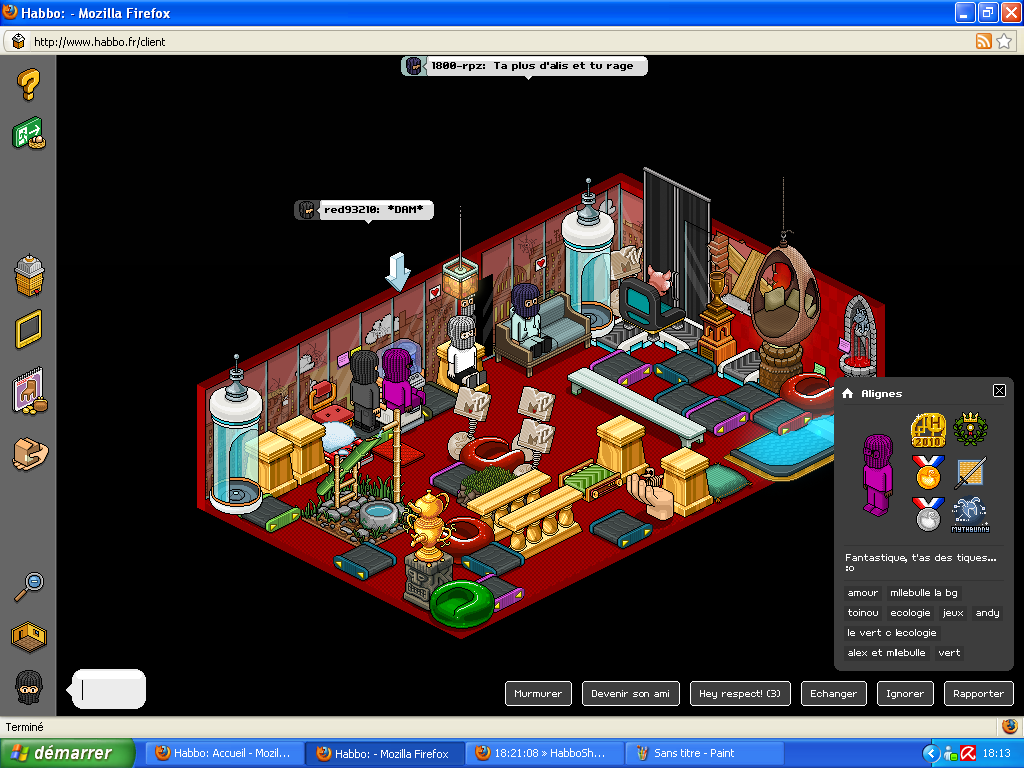 Habbo: - Mozilla Firefox
http://www.habbo.fr/client
1800-rpz: Ta plus d'alis et tu rage
red93210: *DAM*
Alignes
2010
MYTHBUNNY
Fantastique, t'as des tiques...
:o
amour mllebulle la bg
toinou ecologie jeux andy
le vert c lecologie
alex et mllebulle vert
Murmurer Devenir son ami Hey respect! (3) Echanger Ignorer Rapporter
Terminé
démarrer Habbo: Accueil - Mozil... Habbo: - Mozilla Firefox 18:21:08 » HabboSh... Sans titre - Paint 18:13